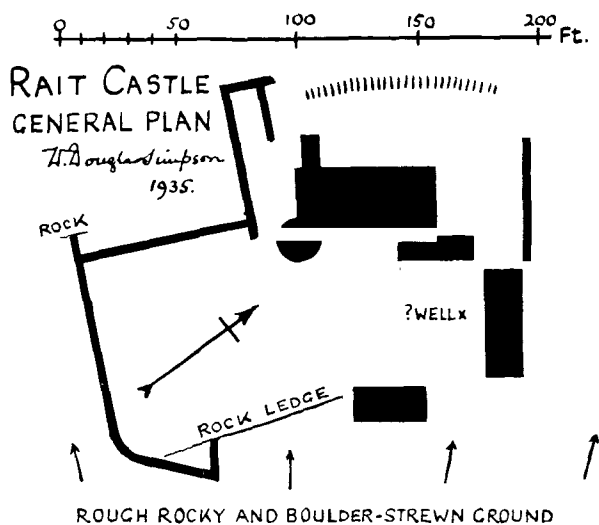 0 50 100 150 200 Ft.
RAIT CASTLE
GENERAL PLAN
W. Douglas Simpson
1935.
ROCK
?WELL x
ROCK LEDGE
ROUGH ROCKY AND BOULDER-STREWN GROUND